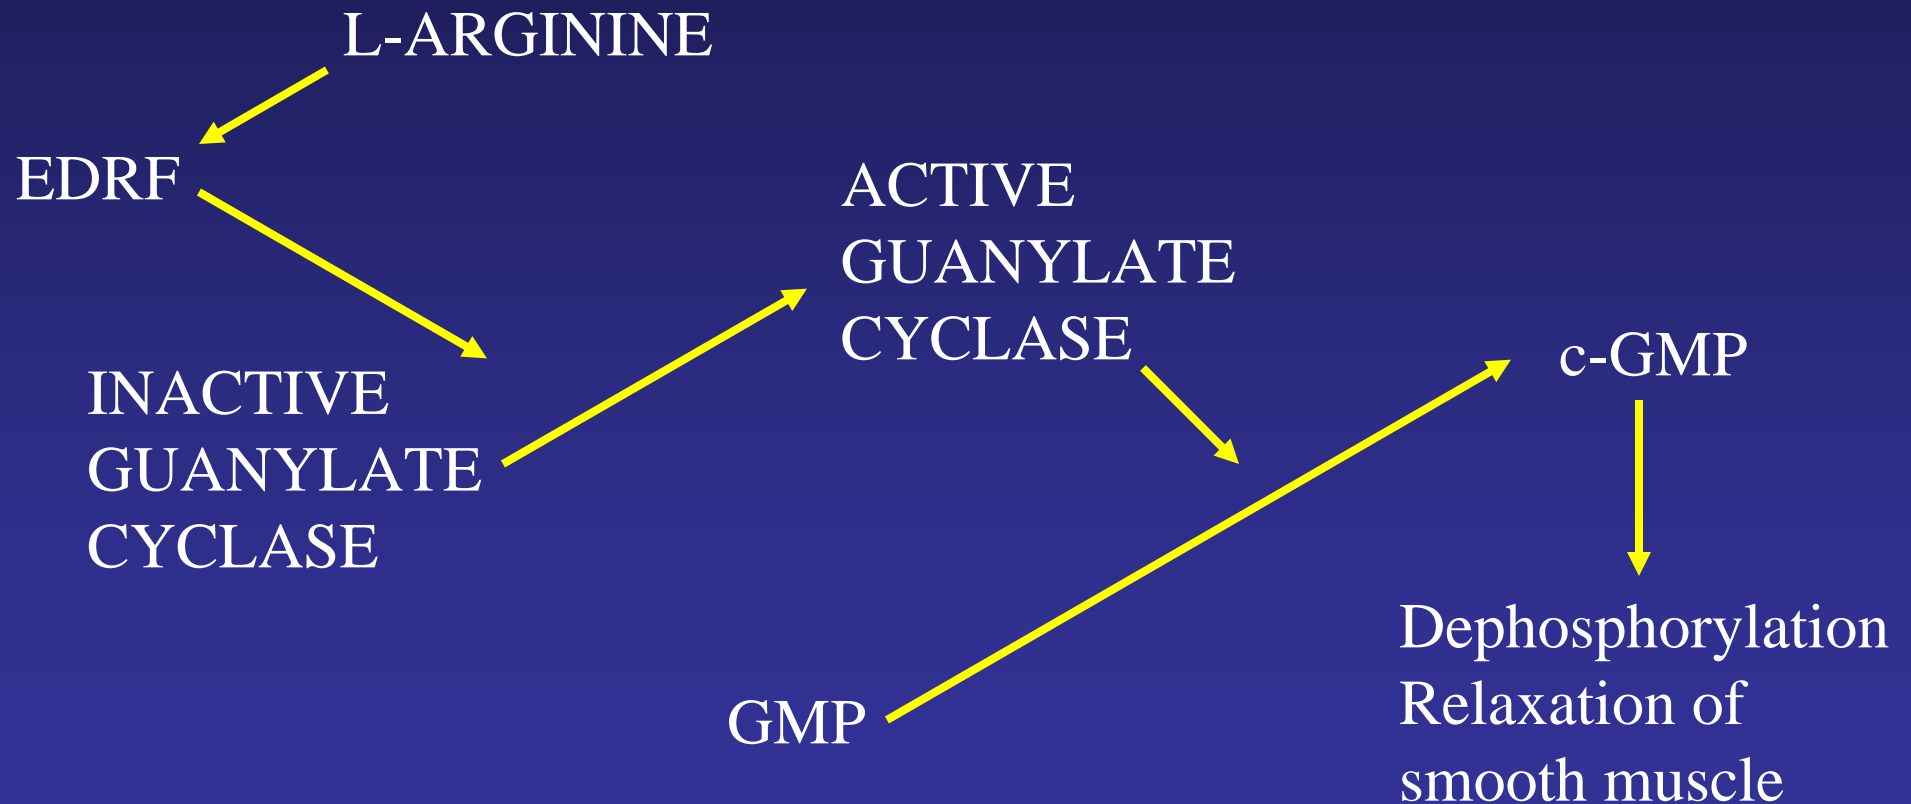 L-ARGININE
EDRF
INACTIVE
GUANYLATE
CYCLASE
ACTIVE
GUANYLATE
CYCLASE
GMP
c-GMP
Dephosphorylation
Relaxation of
smooth muscle